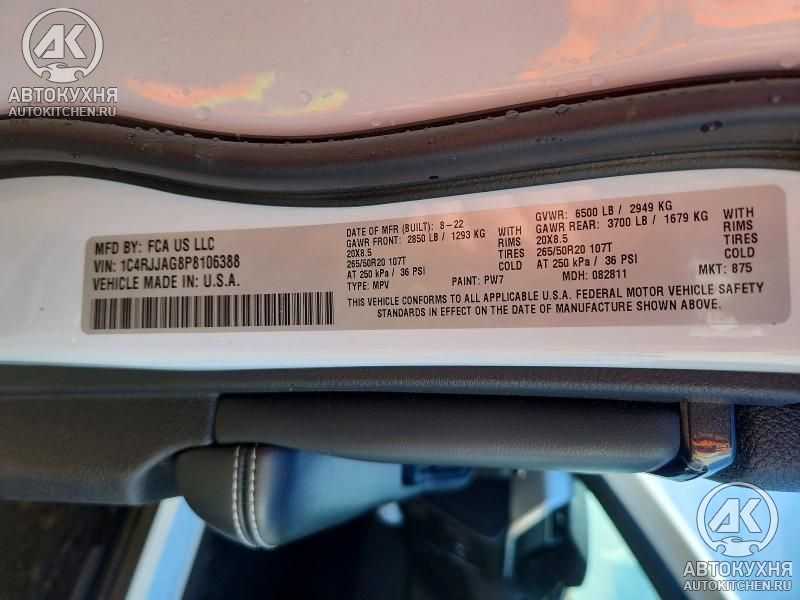 AK
АВТОКУХНЯ
AUTOKITCHEN.RU
MFD BY: FCA US LLC
VIN: 1C4RJJAG8P8106388
VEHICLE MADE IN: U.S.A.
DATE OF MFR (BUILT): 8-22
GAWR FRONT: 2850 LB / 1293 KG WITH
20X8.5 RIMS
265/50R20 107T TIRES
AT 250 kPa / 36 PSI COLD
TYPE: MPV PAINT: PW7
GVWR: 6500 LB / 2949 KG
GAWR REAR: 3700 LB / 1679 KG WITH
20X8.5 RIMS
265/50R20 107T TIRES
AT 250 kPa / 36 PSI COLD
MDH: 082811 MKT: 875
THIS VEHICLE CONFORMS TO ALL APPLICABLE U.S.A. FEDERAL MOTOR VEHICLE SAFETY
STANDARDS IN EFFECT ON THE DATE OF MANUFACTURE SHOWN ABOVE.
AK
АВТОКУХНЯ
AUTOKITCHEN.RU